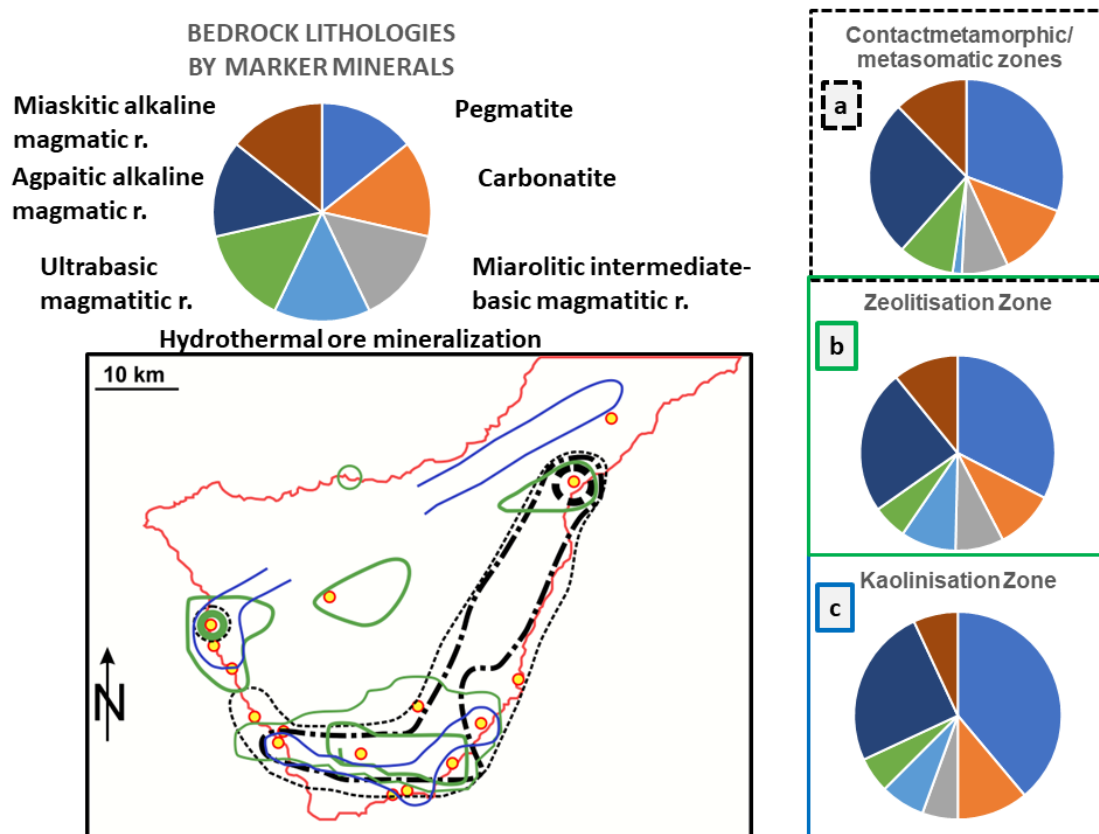 BEDROCK LITHOLOGIES
BY MARKER MINERALS
Miaskitic alkaline
magmatic r.
Pegmatite
Agpaitic alkaline
magmatic r.
Carbonatite
Ultrabasic
magmatitic r.
Miarolitic intermediate-
basic magmatitic r.
Hydrothermal ore mineralization
10 km
N
Contactmetamorphic/
metasomatic zones
a
Zeolitisation Zone
b
Kaolinisation Zone
c